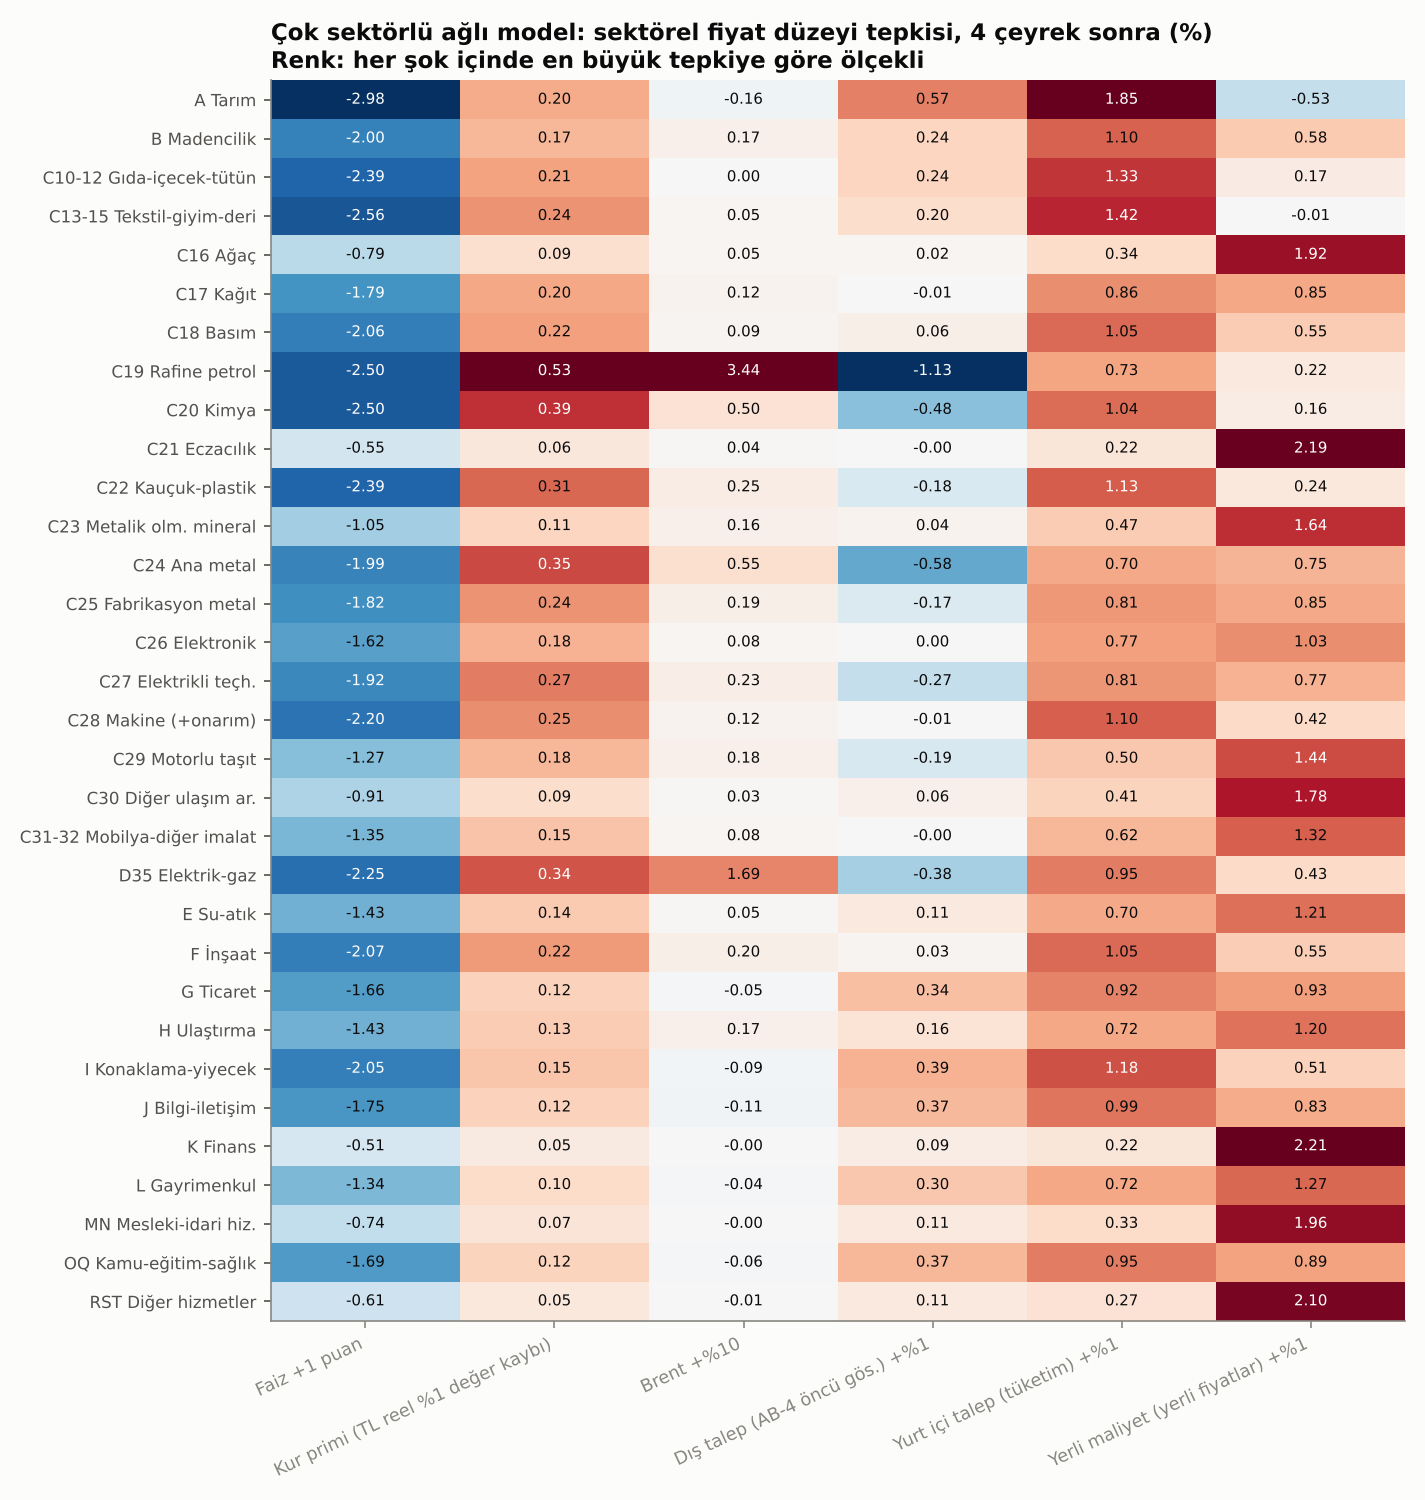 Çok sektörlü ağlı model: sektörel fiyat düzeyi tepkisi, 4 çeyrek sonra (%)
Renk: her şok içinde en büyük tepkiye göre ölçekli
A Tarım -2.98 0.20 -0.16 0.57 1.85 -0.53
B Madencilik -2.00 0.17 0.17 0.24 1.10 0.58
C10-12 Gıda-içecek-tütün -2.39 0.21 0.00 0.24 1.33 0.17
C13-15 Tekstil-giyim-deri -2.56 0.24 0.05 0.20 1.42 -0.01
C16 Ağaç -0.79 0.09 0.05 0.02 0.34 1.92
C17 Kağıt -1.79 0.20 0.12 -0.01 0.86 0.85
C18 Basım -2.06 0.22 0.09 0.06 1.05 0.55
C19 Rafine petrol -2.50 0.53 3.44 -1.13 0.73 0.22
C20 Kimya -2.50 0.39 0.50 -0.48 1.04 0.16
C21 Eczacılık -0.55 0.06 0.04 -0.00 0.22 2.19
C22 Kauçuk-plastik -2.39 0.31 0.25 -0.18 1.13 0.24
C23 Metalik olm. mineral -1.05 0.11 0.16 0.04 0.47 1.64
C24 Ana metal -1.99 0.35 0.55 -0.58 0.70 0.75
C25 Fabrikasyon metal -1.82 0.24 0.19 -0.17 0.81 0.85
C26 Elektronik -1.62 0.18 0.08 0.00 0.77 1.03
C27 Elektrikli teçh. -1.92 0.27 0.23 -0.27 0.81 0.77
C28 Makine (+onarım) -2.20 0.25 0.12 -0.01 1.10 0.42
C29 Motorlu taşıt -1.27 0.18 0.18 -0.19 0.50 1.44
C30 Diğer ulaşım ar. -0.91 0.09 0.03 0.06 0.41 1.78
C31-32 Mobilya-diğer imalat -1.35 0.15 0.08 -0.00 0.62 1.32
D35 Elektrik-gaz -2.25 0.34 1.69 -0.38 0.95 0.43
E Su-atık -1.43 0.14 0.05 0.11 0.70 1.21
F İnşaat -2.07 0.22 0.20 0.03 1.05 0.55
G Ticaret -1.66 0.12 -0.05 0.34 0.92 0.93
H Ulaştırma -1.43 0.13 0.17 0.16 0.72 1.20
I Konaklama-yiyecek -2.05 0.15 -0.09 0.39 1.18 0.51
J Bilgi-iletişim -1.75 0.12 -0.11 0.37 0.99 0.83
K Finans -0.51 0.05 -0.00 0.09 0.22 2.21
L Gayrimenkul -1.34 0.10 -0.04 0.30 0.72 1.27
MN Mesleki-idari hiz. -0.74 0.07 -0.00 0.11 0.33 1.96
OQ Kamu-eğitim-sağlık -1.69 0.12 -0.06 0.37 0.95 0.89
RST Diğer hizmetler -0.61 0.05 -0.01 0.11 0.27 2.10
Faiz +1 puan
Kur primi (TL reel %1 değer kaybı)
Brent +%10
Dış talep (AB-4 öncü gös.) +%1
Yurt içi talep (tüketim) +%1
Yerli maliyet (yerli fiyatlar) +%1